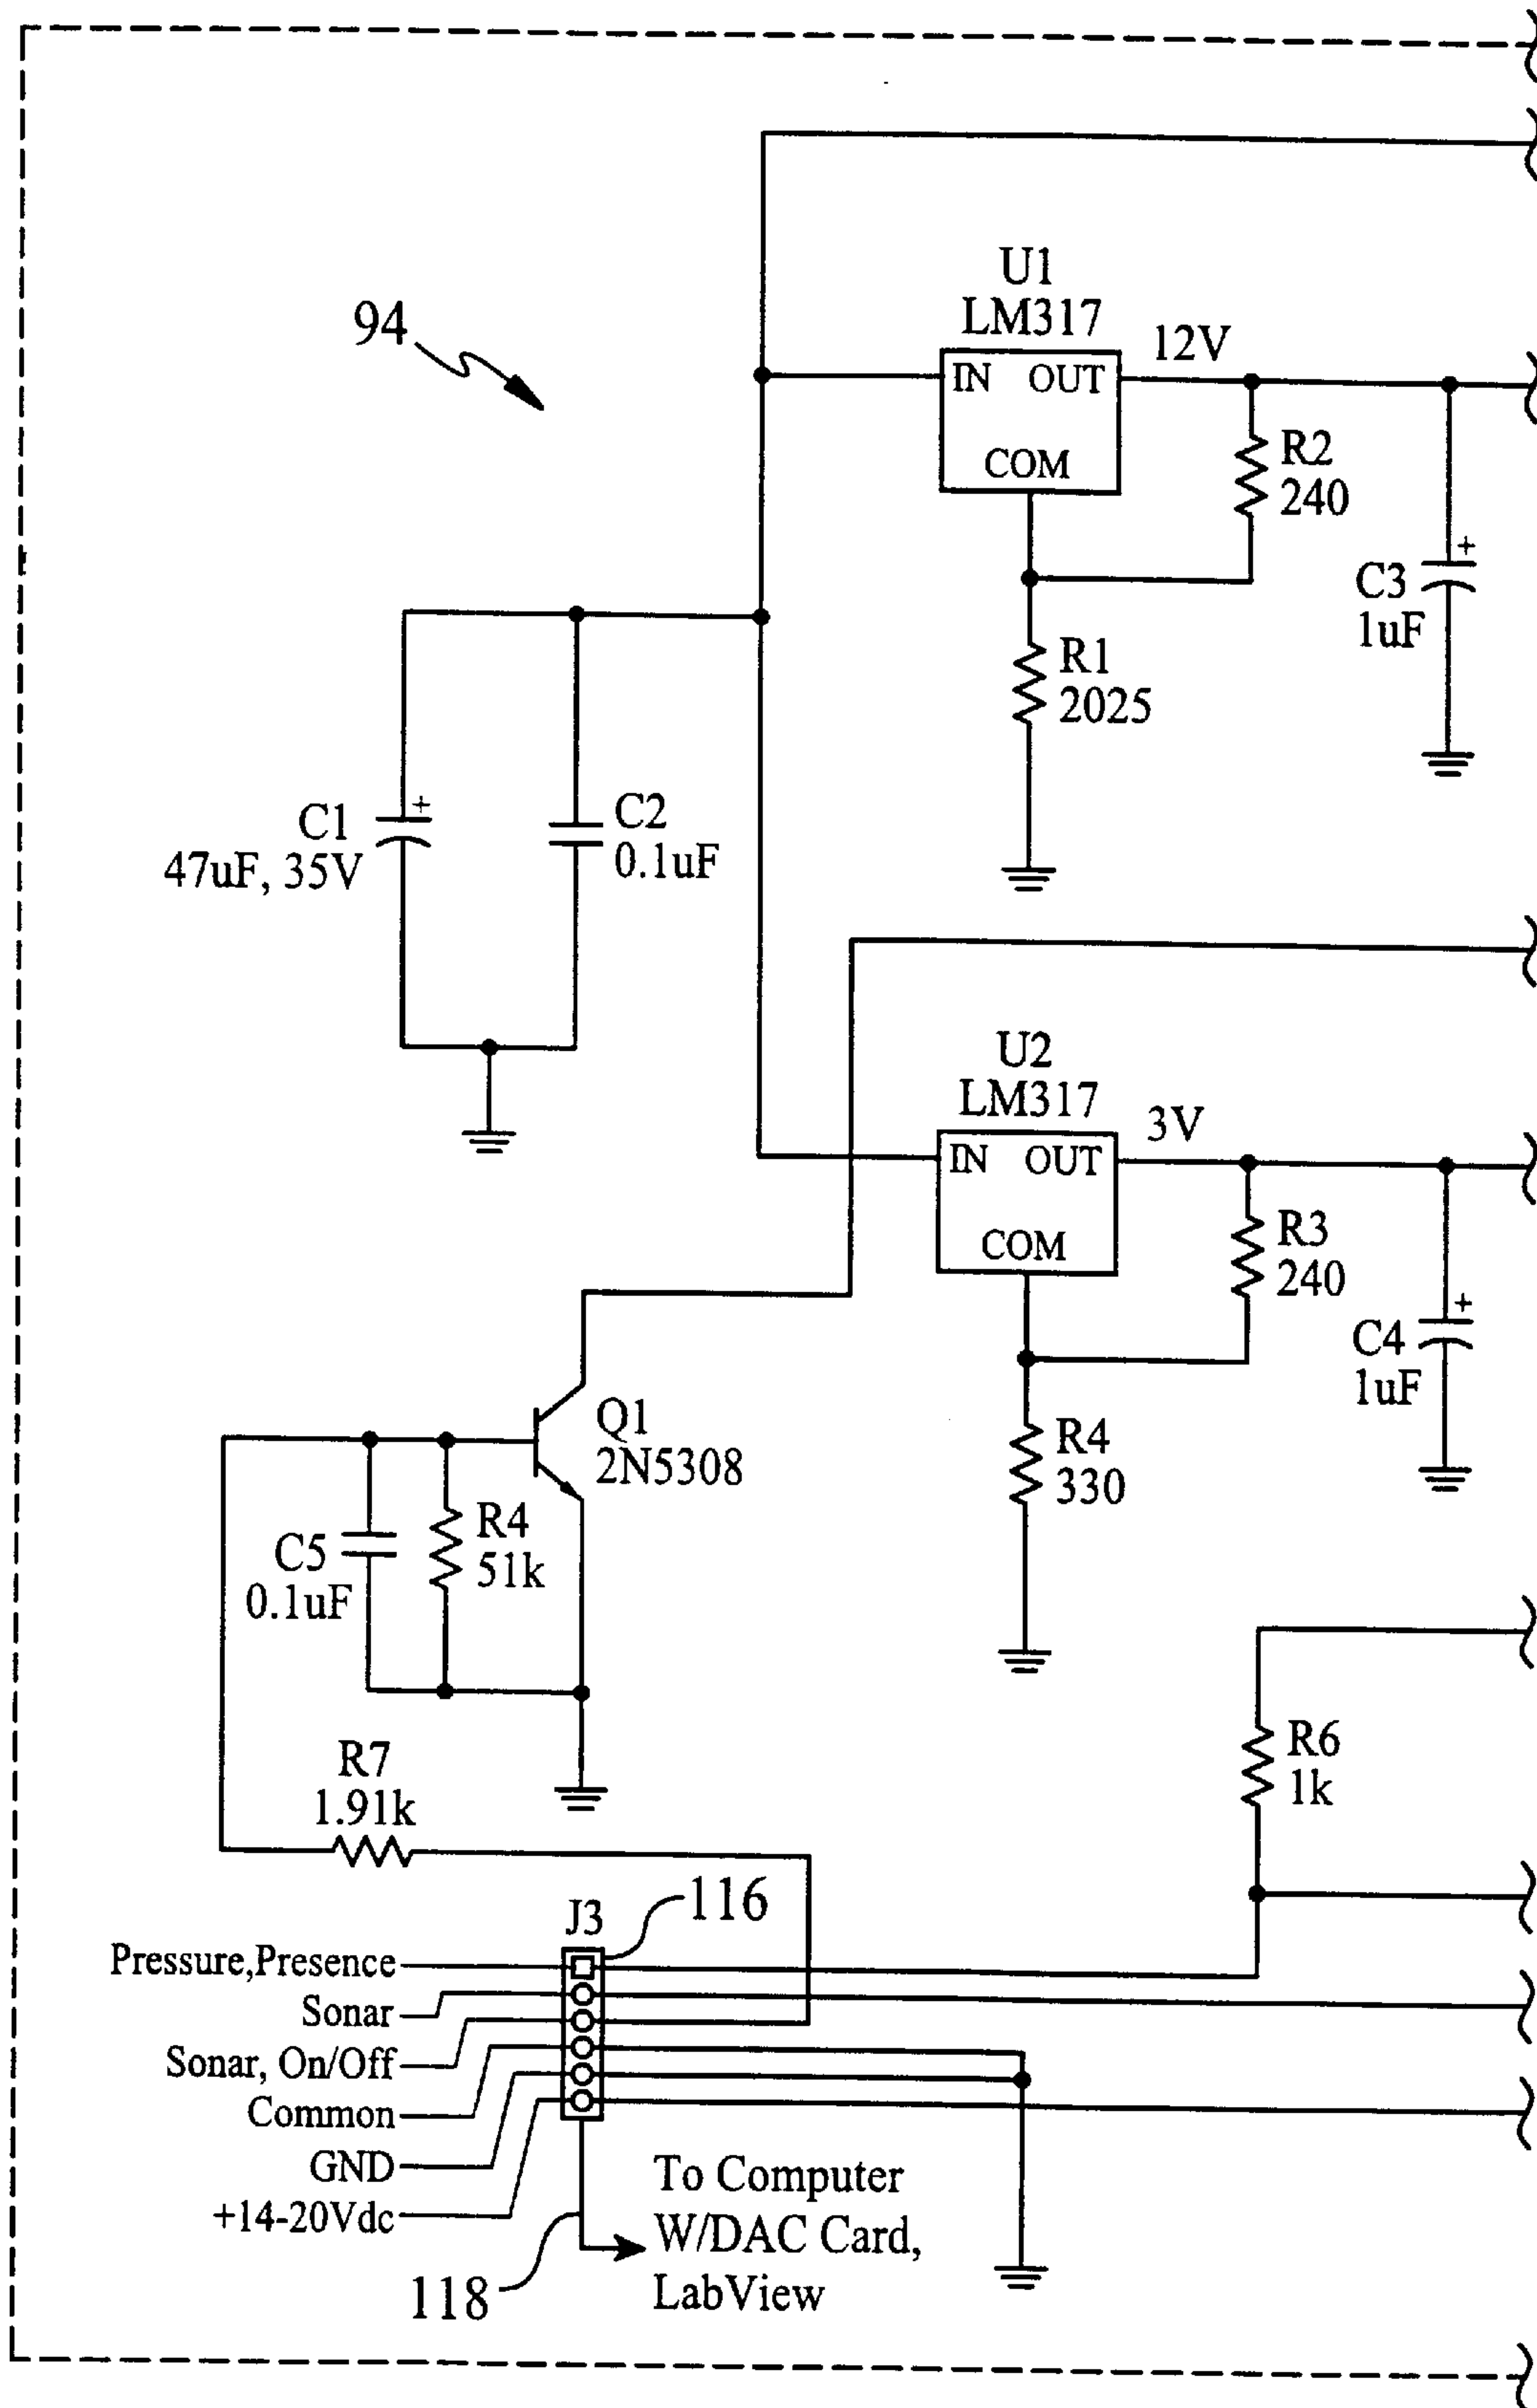 94
U1
LM317
12V
IN OUT
COM
R2
240
C3
+
1uF
R1
2025
C1
+
47uF, 35V
C2
0.1uF
U2
LM317
3V
IN OUT
COM
R3
240
C4
+
1uF
R4
330
Q1
2N5308
C5
0.1uF
R4
51k
R6
1k
R7
1.91k
J3
116
Pressure,Presence
Sonar
Sonar, On/Off
Common
GND
+14-20Vdc
118
To Computer
W/DAC Card,
LabView